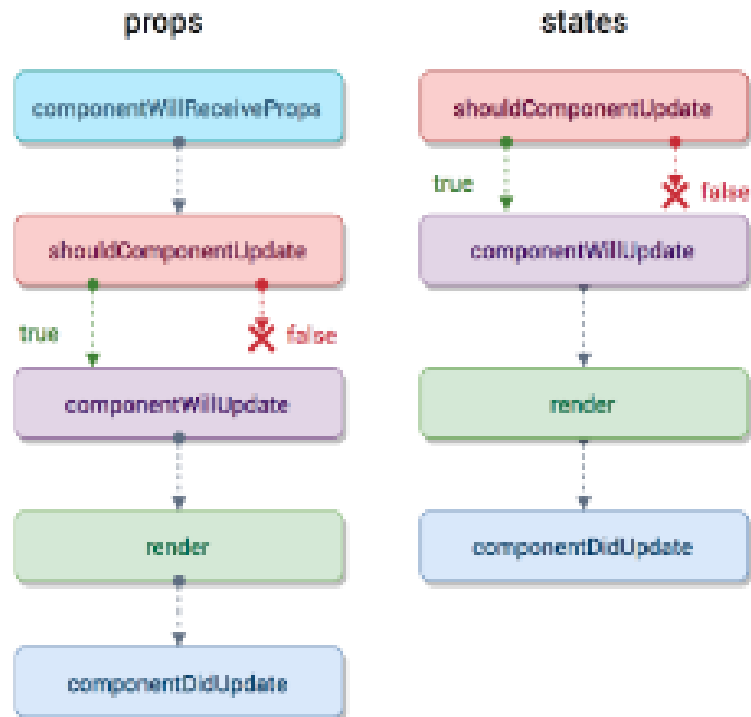 props
componentWillReceiveProps
shouldComponentUpdate
true
false
componentWillUpdate
render
componentDidUpdate
states
shouldComponentUpdate
true
false
componentWillUpdate
render
componentDidUpdate